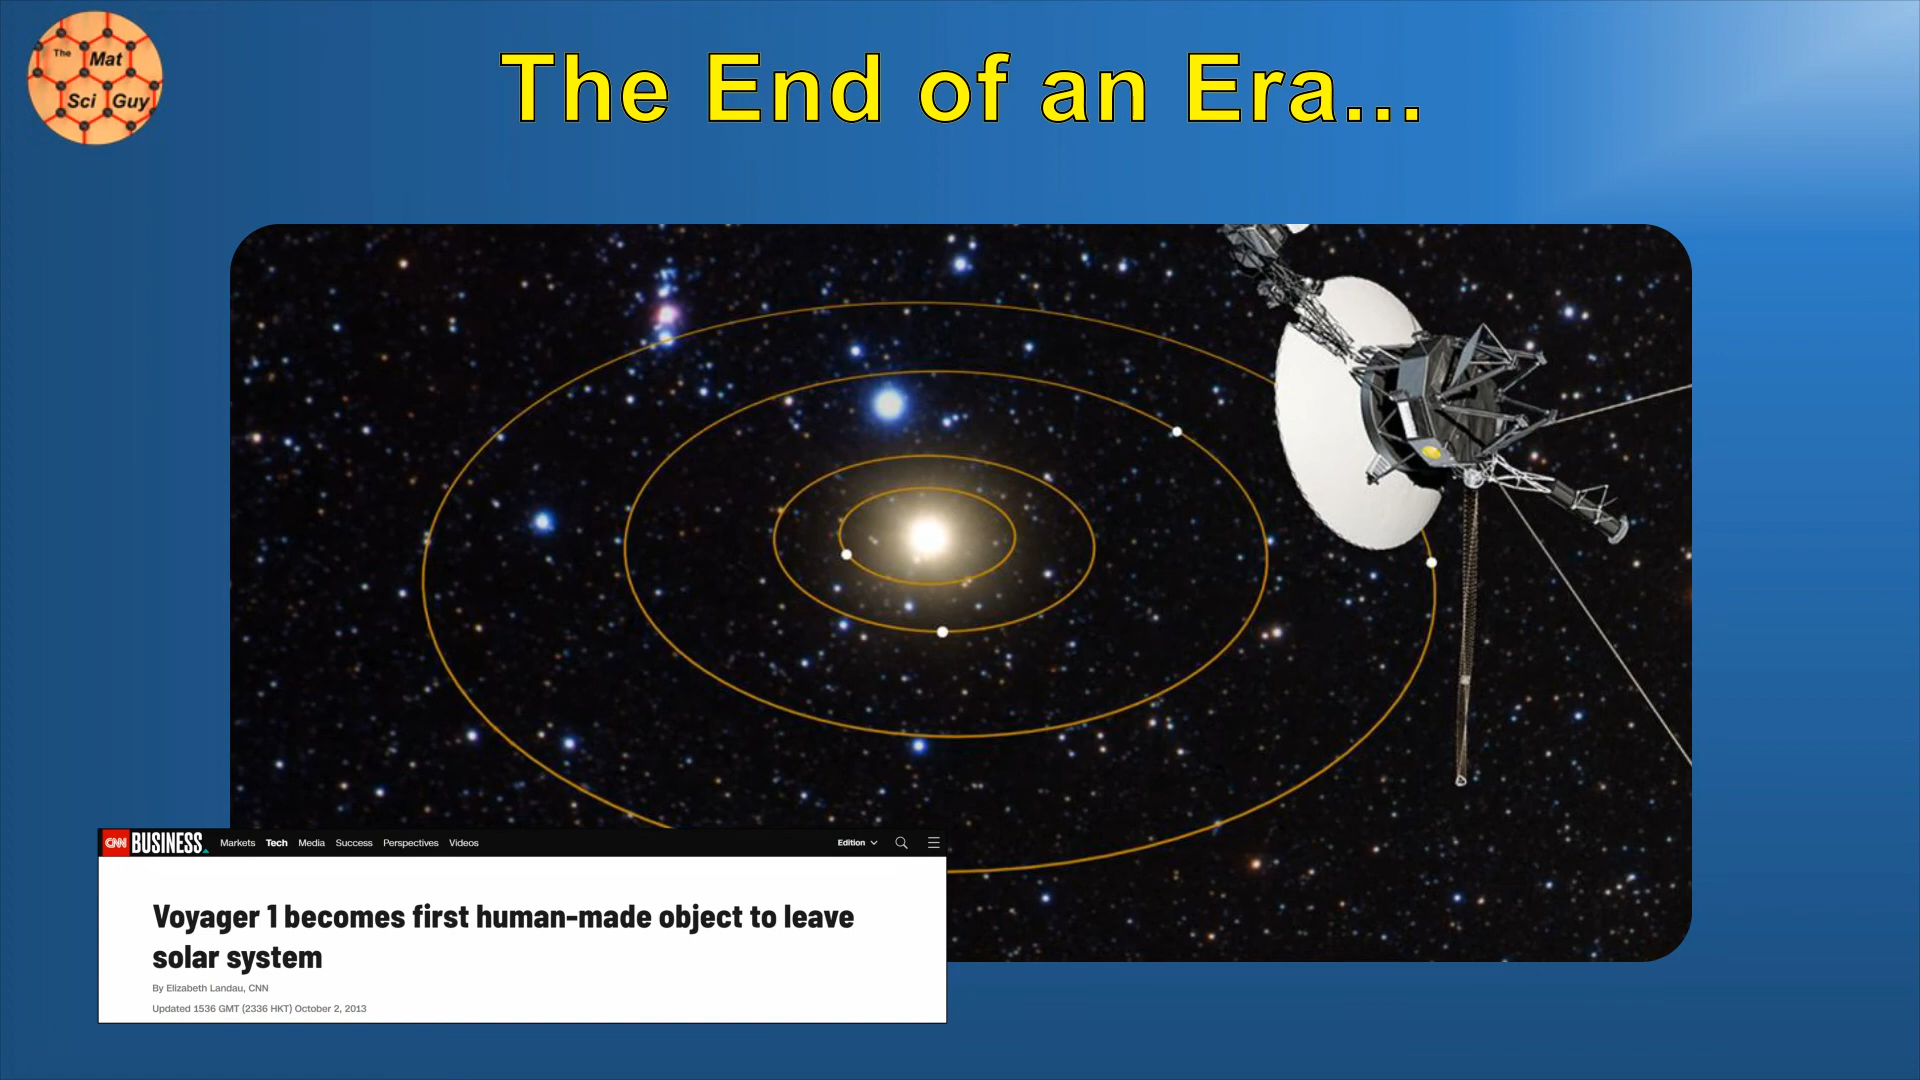 The Mat
Sci Guy
The End of an Era...
CNN BUSINESS Markets Tech Media Success Perspectives Videos Edition
Voyager 1 becomes first human-made object to leave
solar system
By Elizabeth Landau, CNN
Updated 1536 GMT (2336 HKT) October 2, 2013